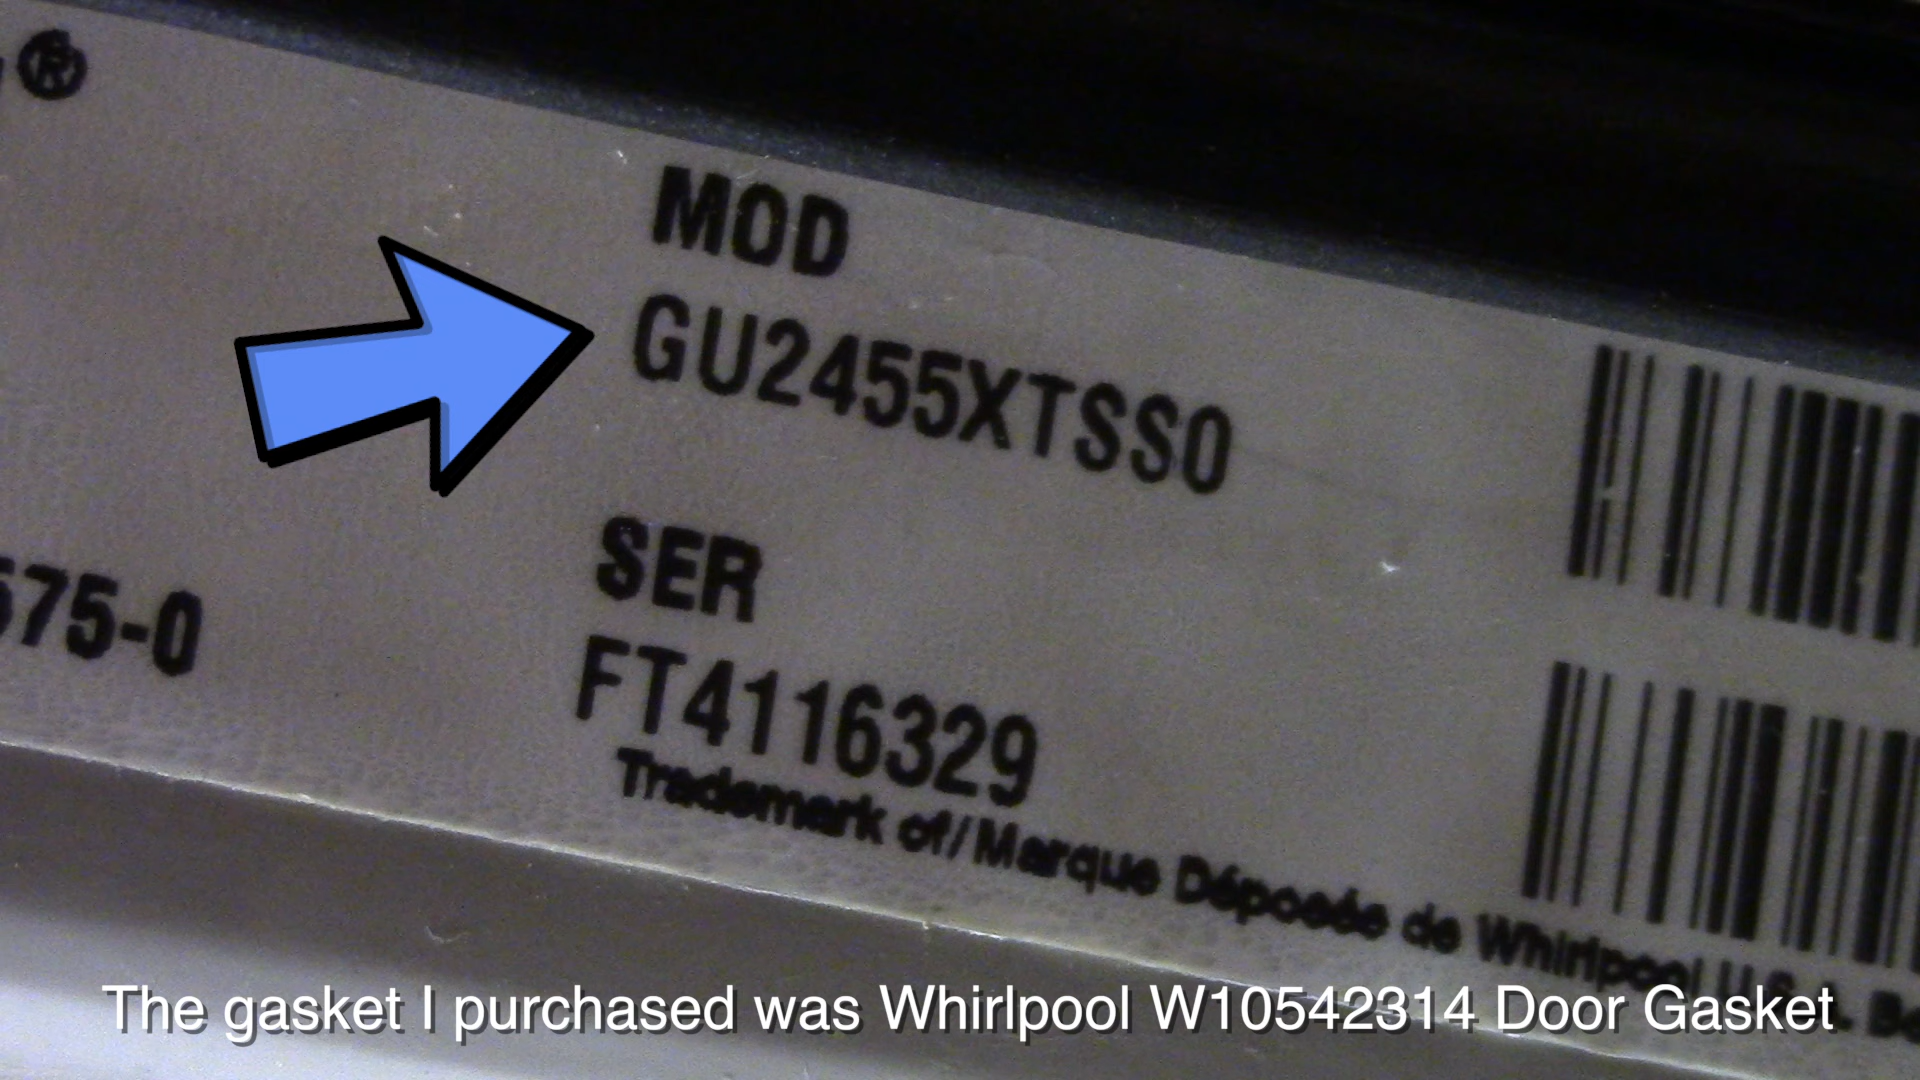 ®
MOD
GU2455XTSS0
SER
575-0
FT4116329
Trademark of/Marque Déposée de Whirlpool U.S.A.
The gasket I purchased was Whirlpool W10542314 Door Gasket